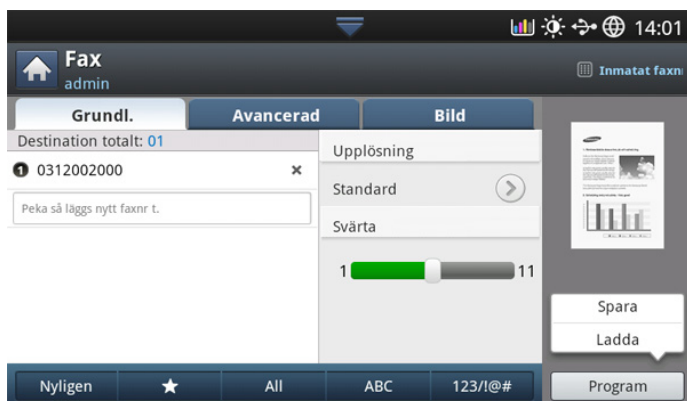 14:01
Fax
admin
Inmatat faxn
Grundl.
Avancerad
Bild
Destination totalt: 01
1 0312002000
Peka så läggs nytt faxnr t.
Upplösning
Standard
Svärta
1 11
Spara
Ladda
Nyligen
All
ABC
123/!@#
Program